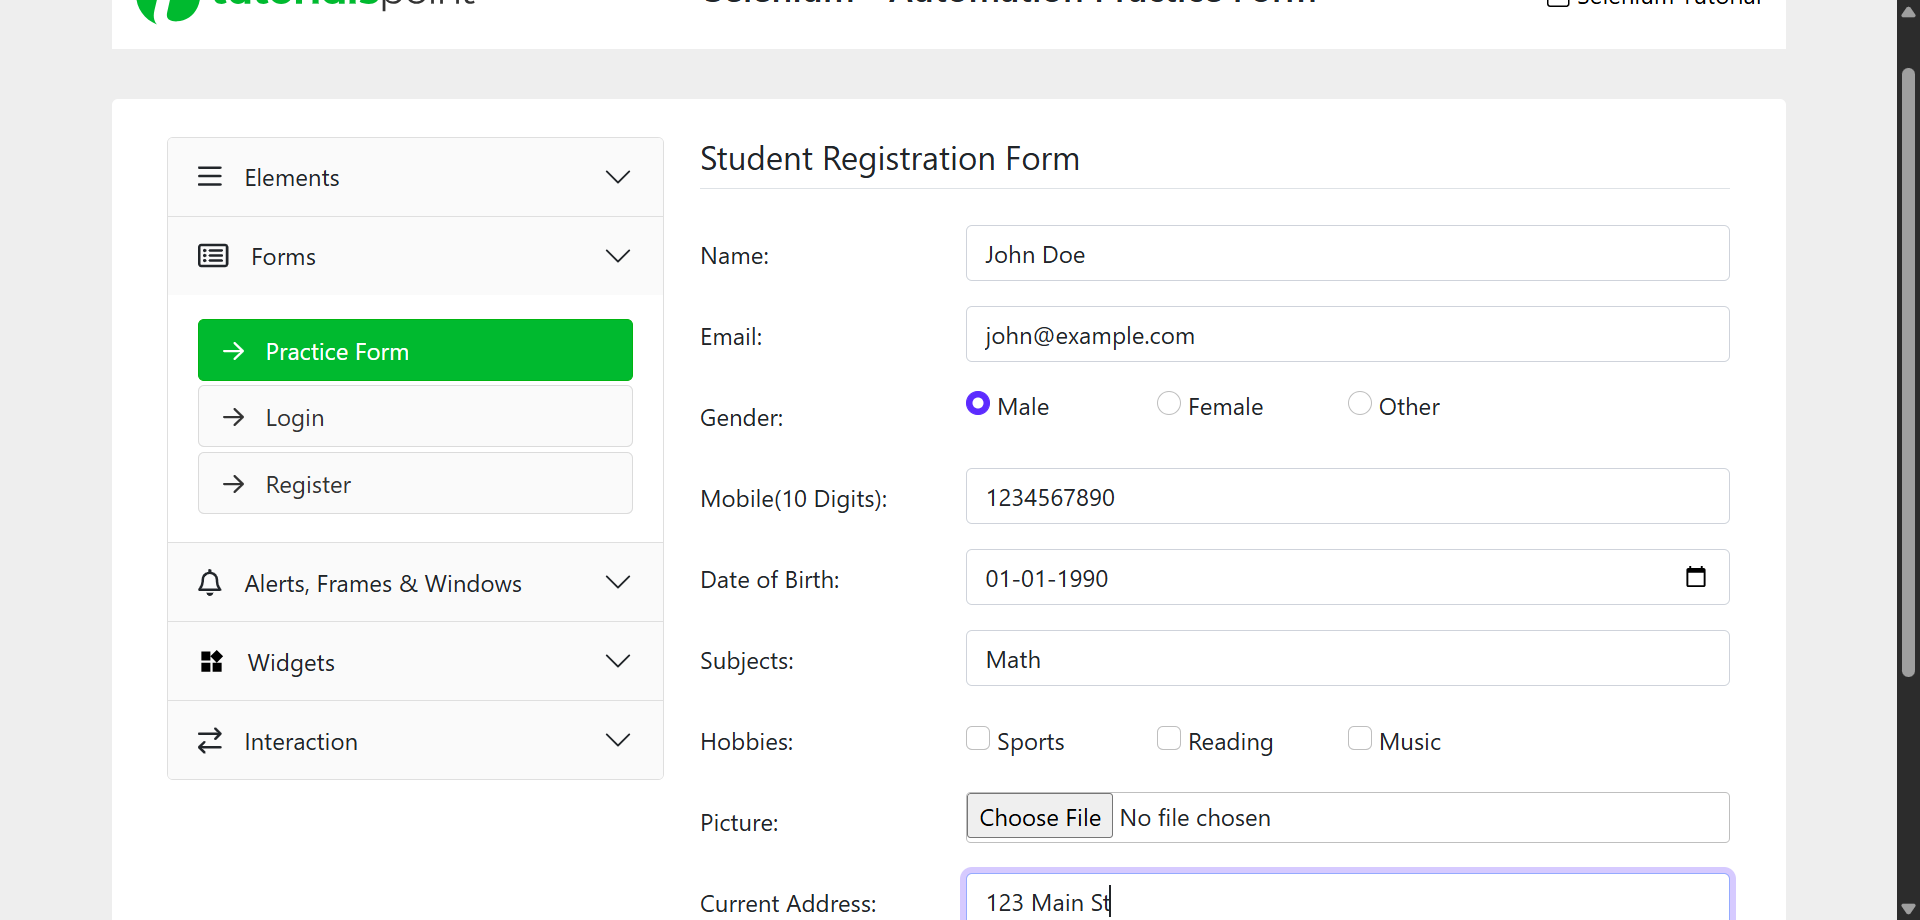 tutorialspoint
Selenium - Automation Practice Form
Selenium Tutorial
Elements
Forms
Practice Form
Login
Register
Alerts, Frames & Windows
Widgets
Interaction
Student Registration Form
Name:
John Doe
Email:
john@example.com
Gender:
Male
Female
Other
Mobile(10 Digits):
1234567890
Date of Birth:
01-01-1990
Subjects:
Math
Hobbies:
Sports
Reading
Music
Picture:
Choose File No file chosen
Current Address:
123 Main St